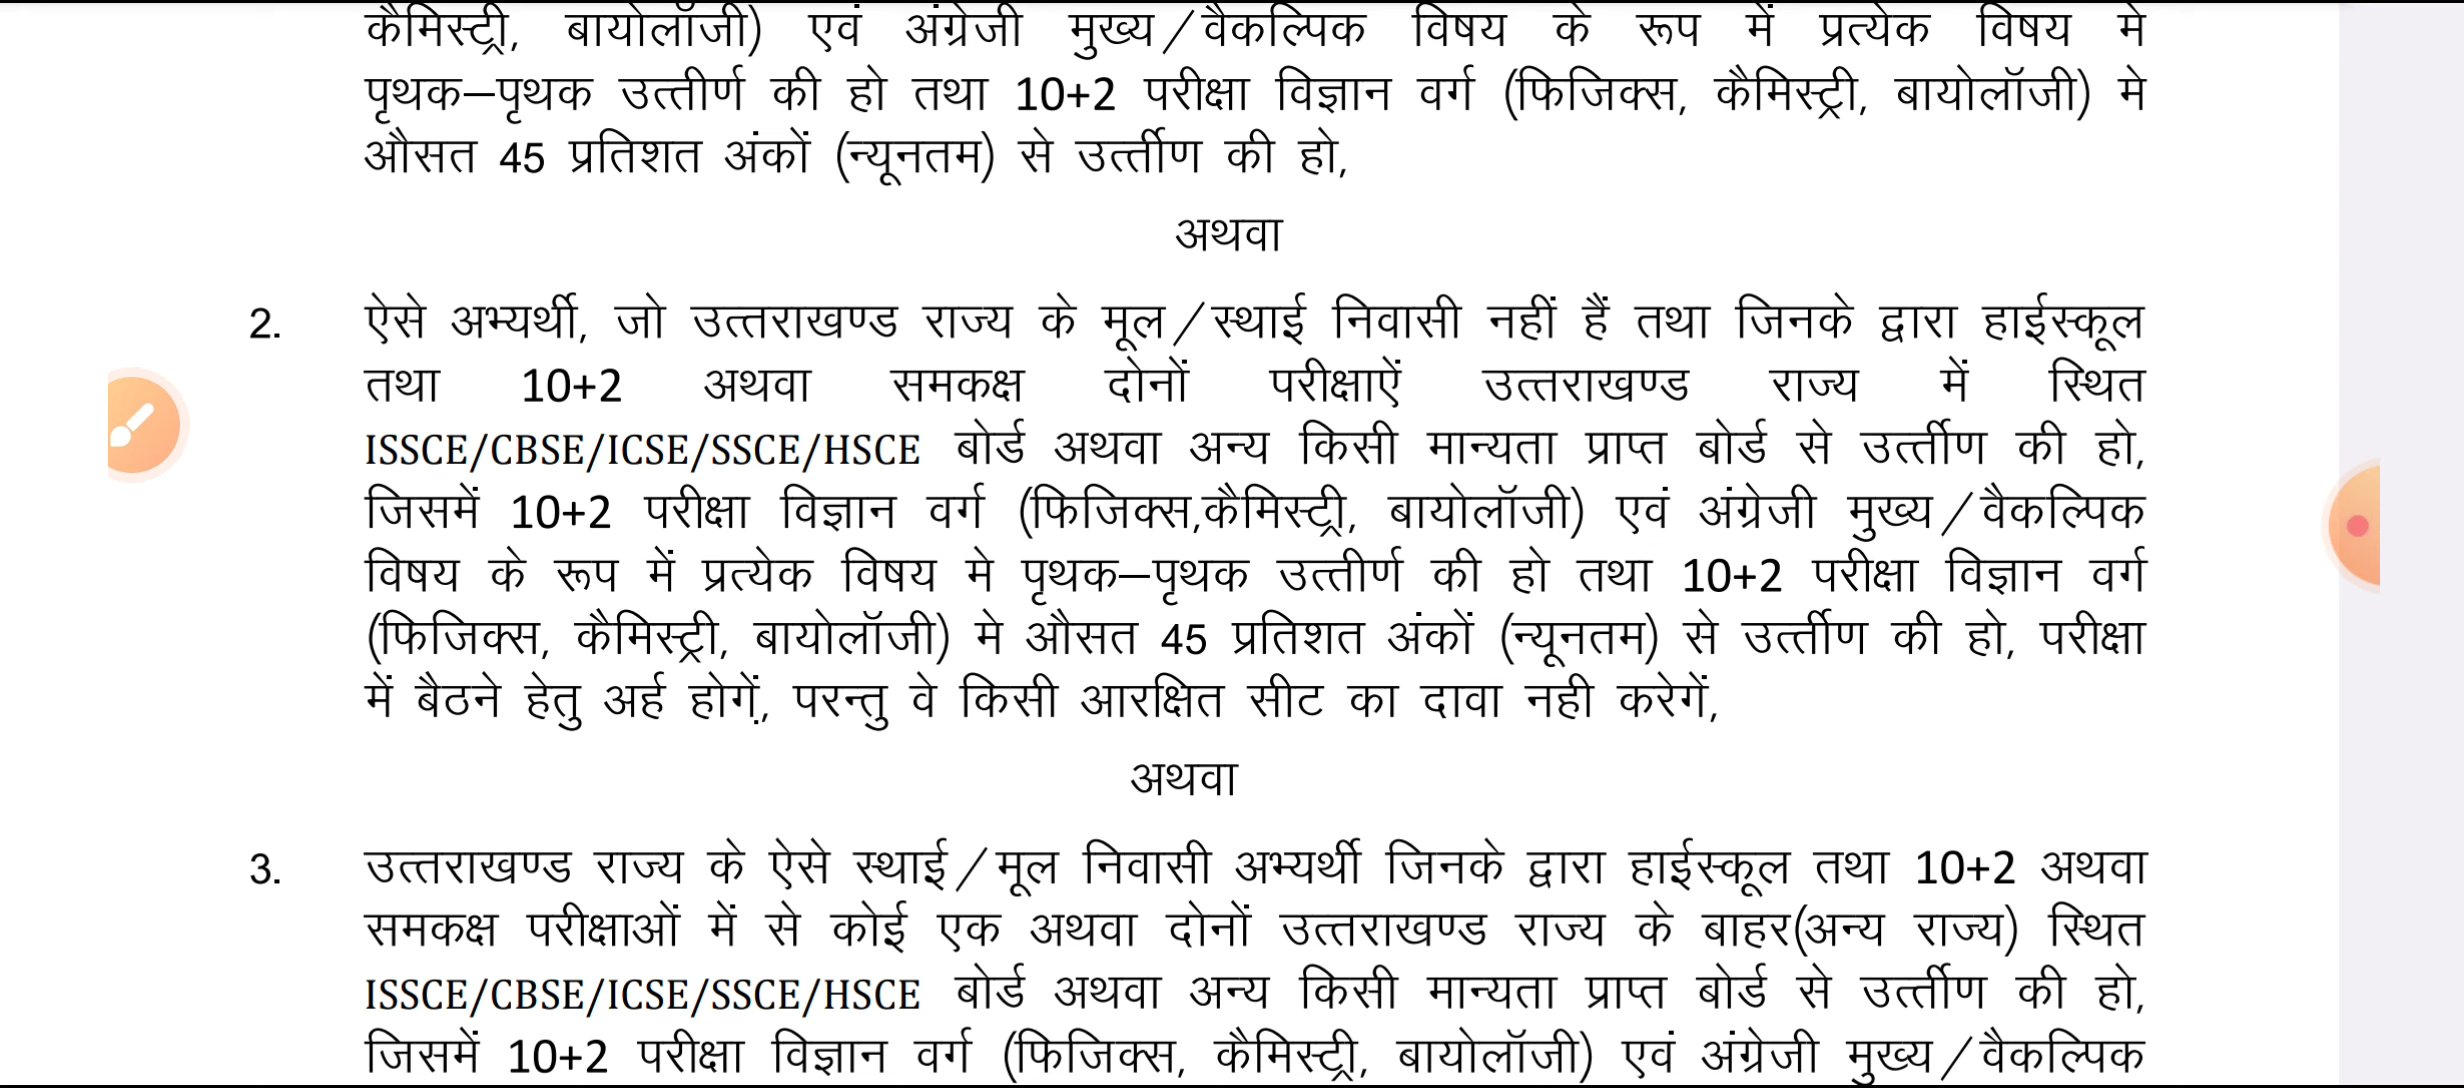 कैमिस्ट्री, बायोलॉजी) एवं अंग्रेजी मुख्य/वैकल्पिक विषय के रूप में प्रत्येक विषय मे
पृथक–पृथक उत्तीर्ण की हो तथा 10+2 परीक्षा विज्ञान वर्ग (फिजिक्स, कैमिस्ट्री, बायोलॉजी) मे
औसत 45 प्रतिशत अंकों (न्यूनतम) से उर्त्तीण की हो,
अथवा
2. ऐसे अभ्यर्थी, जो उत्तराखण्ड राज्य के मूल/स्थाई निवासी नहीं हैं तथा जिनके द्वारा हाईस्कूल
तथा 10+2 अथवा समकक्ष दोनों परीक्षाऐं उत्तराखण्ड राज्य में स्थित
ISSCE/CBSE/ICSE/SSCE/HSCE बोर्ड अथवा अन्य किसी मान्यता प्राप्त बोर्ड से उर्त्तीण की हो,
जिसमें 10+2 परीक्षा विज्ञान वर्ग (फिजिक्स,कैमिस्ट्री, बायोलॉजी) एवं अंग्रेजी मुख्य/वैकल्पिक
विषय के रूप में प्रत्येक विषय मे पृथक–पृथक उत्तीर्ण की हो तथा 10+2 परीक्षा विज्ञान वर्ग
(फिजिक्स, कैमिस्ट्री, बायोलॉजी) मे औसत 45 प्रतिशत अंकों (न्यूनतम) से उर्त्तीण की हो, परीक्षा
में बैठने हेतु अर्ह होगें, परन्तु वे किसी आरक्षित सीट का दावा नही करेगें,
अथवा
3. उत्तराखण्ड राज्य के ऐसे स्थाई/मूल निवासी अभ्यर्थी जिनके द्वारा हाईस्कूल तथा 10+2 अथवा
समकक्ष परीक्षाओं में से कोई एक अथवा दोनों उत्तराखण्ड राज्य के बाहर(अन्य राज्य) स्थित
ISSCE/CBSE/ICSE/SSCE/HSCE बोर्ड अथवा अन्य किसी मान्यता प्राप्त बोर्ड से उर्त्तीण की हो,
जिसमें 10+2 परीक्षा विज्ञान वर्ग (फिजिक्स, कैमिस्ट्री, बायोलॉजी) एवं अंग्रेजी मुख्य/वैकल्पिक